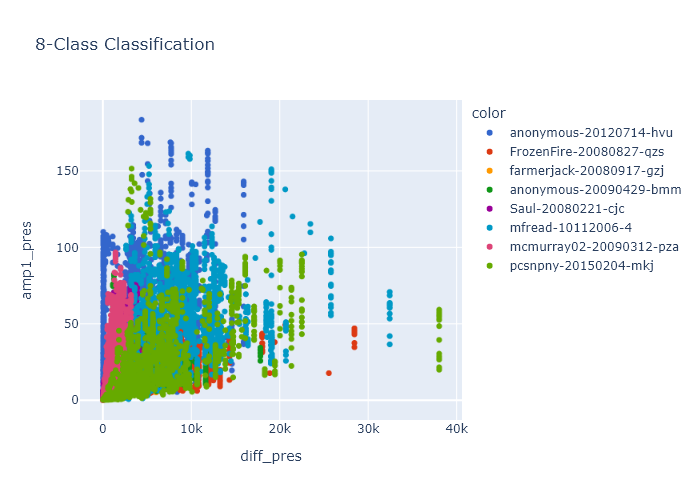 8-Class Classification
color
anonymous-20120714-hvu
FrozenFire-20080827-qzs
farmerjack-20080917-gzj
anonymous-20090429-bmm
Saul-20080221-cjc
mfread-10112006-4
mcmurray02-20090312-pza
pcsnpny-20150204-mkj
amp1_pres
150
100
50
0
0 10k 20k 30k 40k
diff_pres